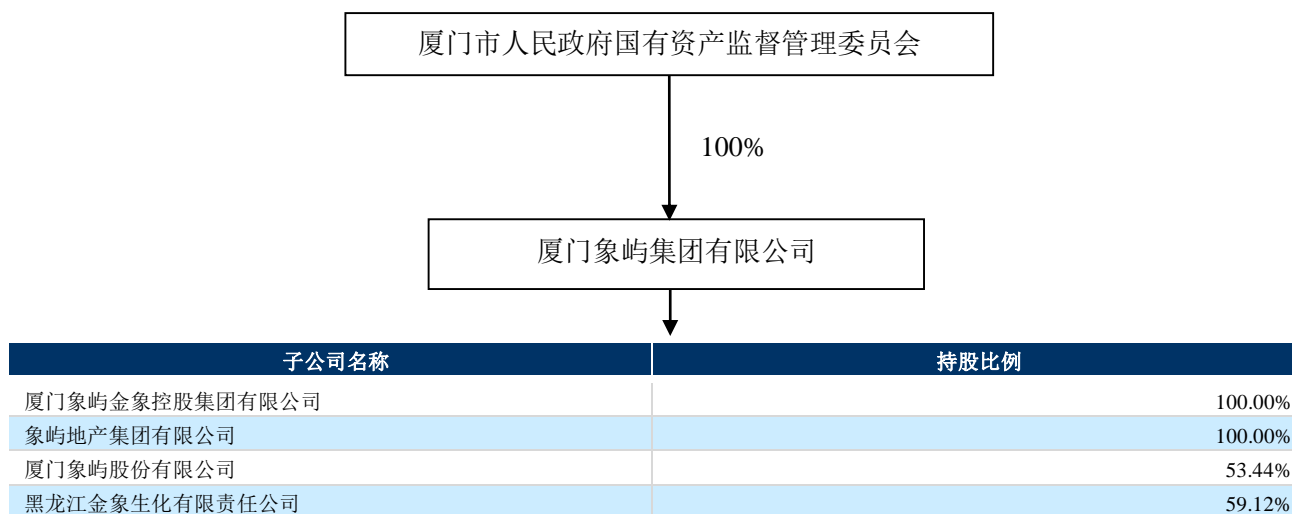 厦门市人民政府国有资产监督管理委员会
100%
厦门象屿集团有限公司
子公司名称 持股比例
厦门象屿金象控股集团有限公司 100.00%
象屿地产集团有限公司 100.00%
厦门象屿股份有限公司 53.44%
黑龙江金象生化有限责任公司 59.12%